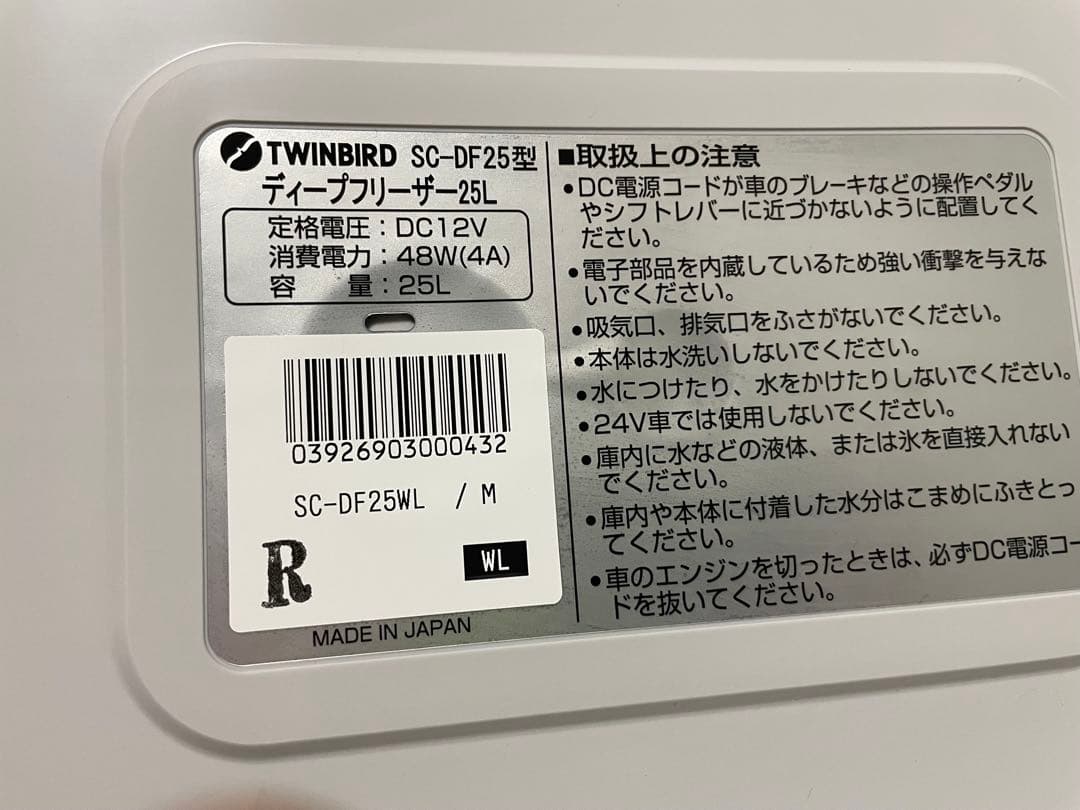 TWINBIRD SC-DF25型
ディープフリーザー25L
定格電圧：DC12V
消費電力：48W(4A)
容　量：25L
03926903000432
SC-DF25WL / M
R
WL
MADE IN JAPAN
■取扱上の注意
●DC電源コードが車のブレーキなどの操作ペダル
やシフトレバーに近づかないように配置してく
ださい。
●電子部品を内蔵しているため強い衝撃を与えな
いでください。
●吸気口、排気口をふさがないでください。
●本体は水洗いしないでください。
●水につけたり、水をかけたりしないでください。
●24V車では使用しないでください。
●庫内に水などの液体、または氷を直接入れない
でください。
●庫内や本体に付着した水分はこまめにふきとっ
てください。
●車のエンジンを切ったときは、必ずDC電源コー
ドを抜いてください。